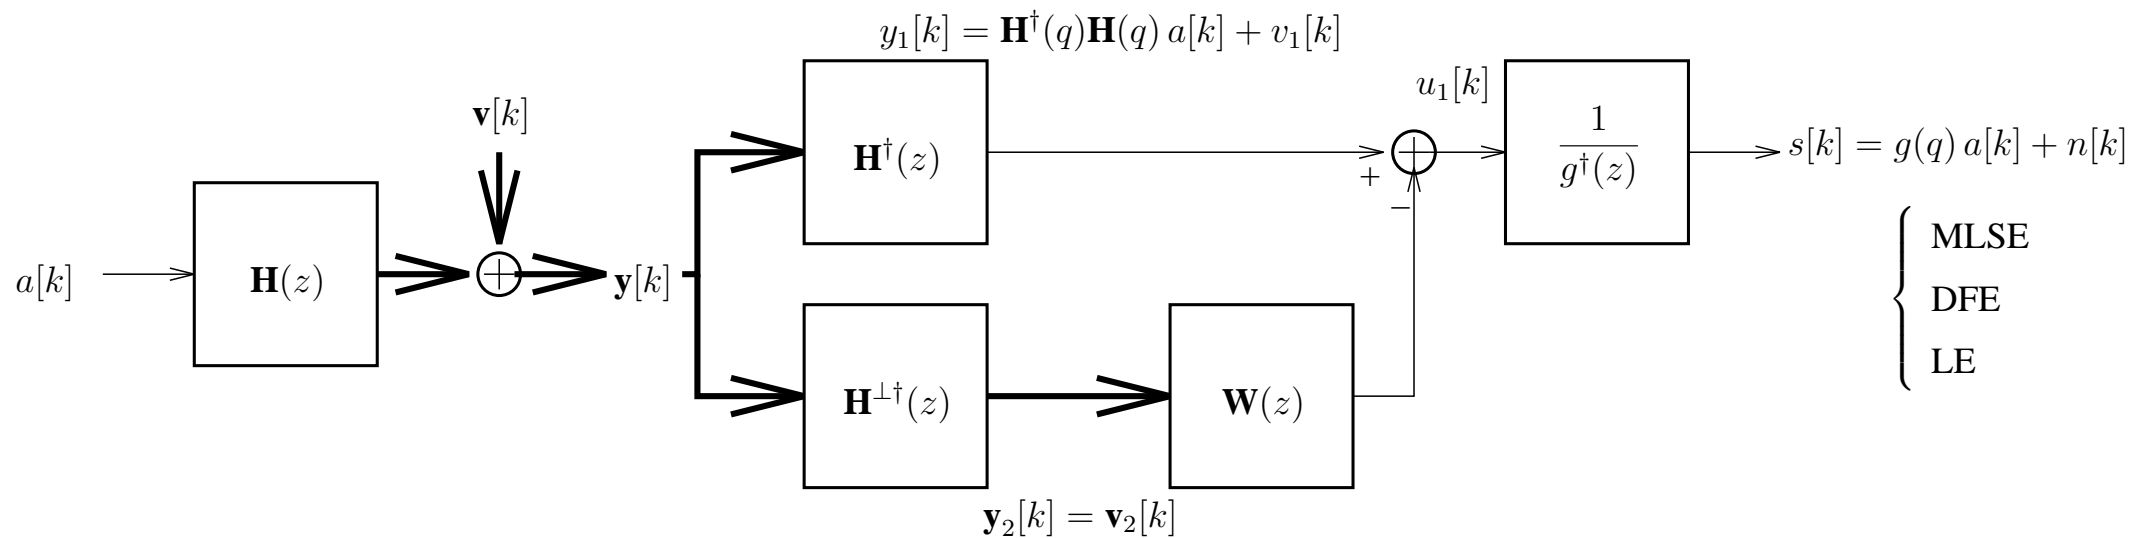 y₁[k] = H†(q)H(q) a[k] + v₁[k]
v[k]
u₁[k]
a[k]
H(z)
y[k]
H†(z)
+
−
1
g†(z)
s[k] = g(q) a[k] + n[k]
MLSE
DFE
LE
H⊥†(z)
W(z)
y₂[k] = v₂[k]